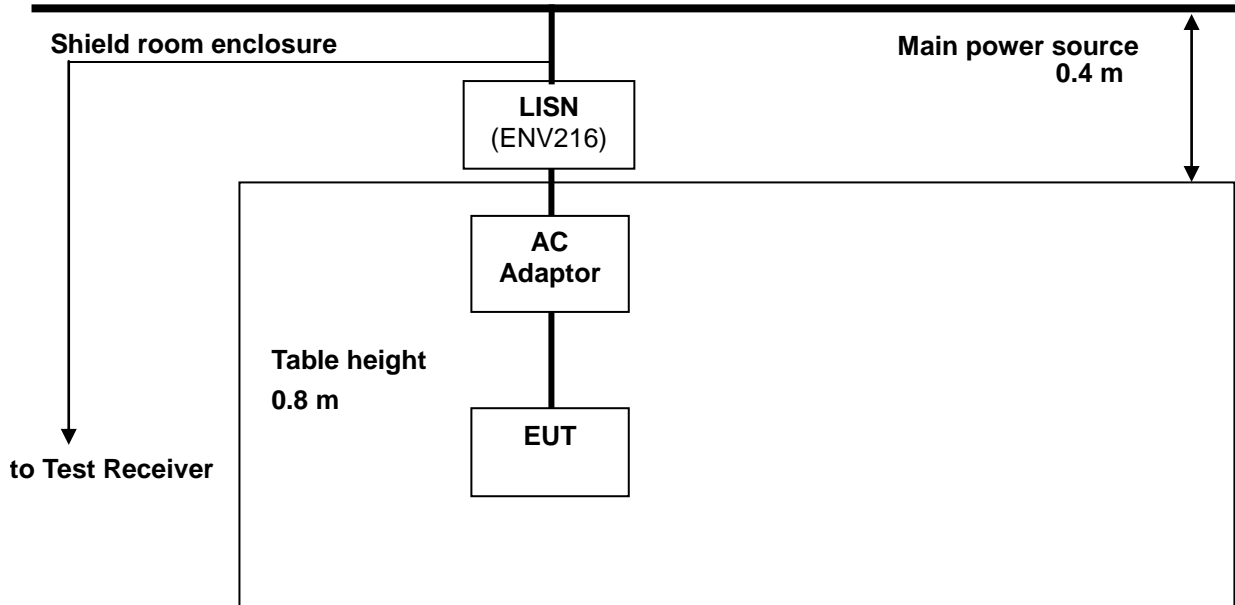 Shield room enclosure
Main power source
0.4 m
LISN
(ENV216)
AC
Adaptor
Table height
0.8 m
EUT
to Test Receiver